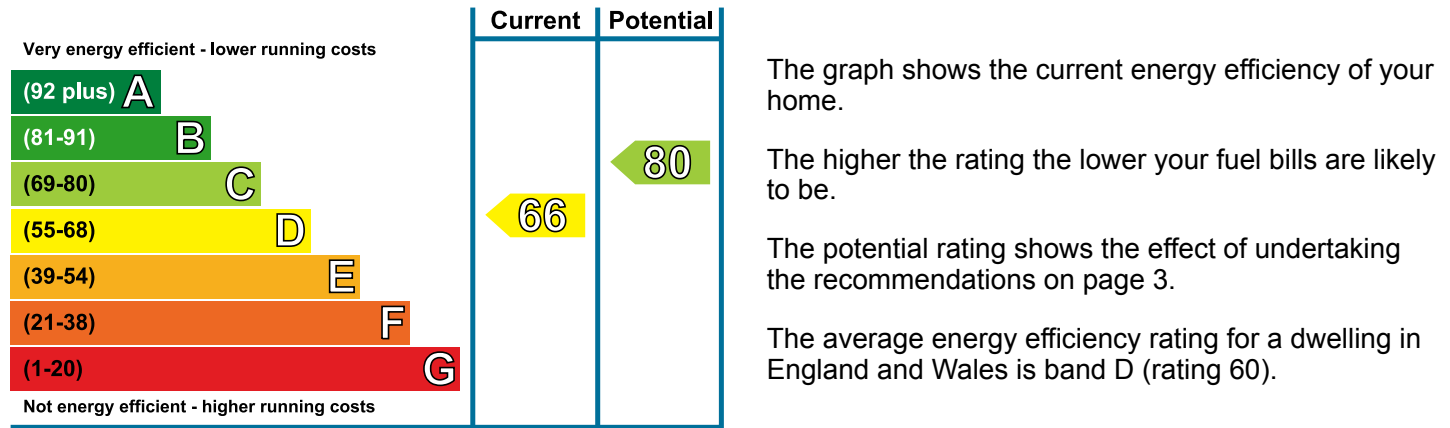 Current Potential
Very energy efficient - lower running costs
(92 plus) A
(81-91) B
(69-80) C
(55-68) D
(39-54) E
(21-38) F
(1-20) G
Not energy efficient - higher running costs
66
80
The graph shows the current energy efficiency of your
home.
The higher the rating the lower your fuel bills are likely
to be.
The potential rating shows the effect of undertaking
the recommendations on page 3.
The average energy efficiency rating for a dwelling in
England and Wales is band D (rating 60).